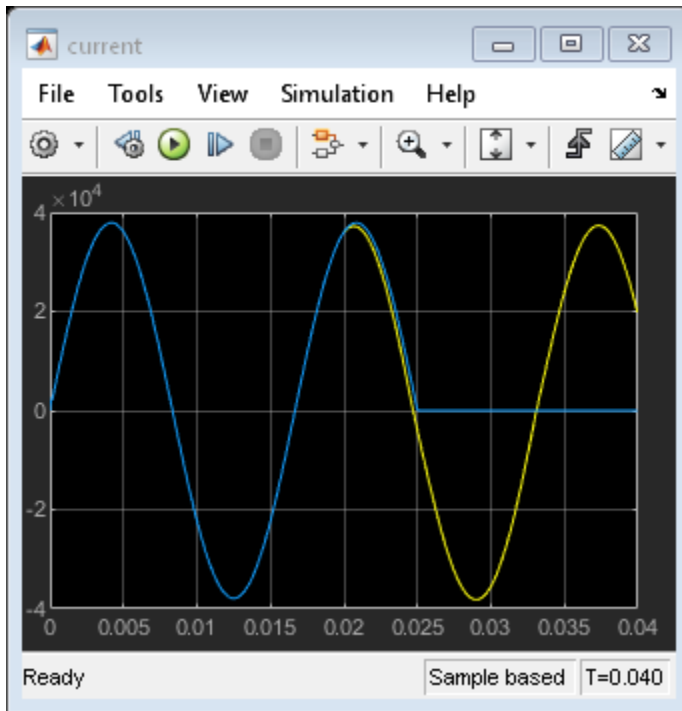 current
File Tools View Simulation Help
×10⁴
4
2
0
-2
-4
0 0.005 0.01 0.015 0.02 0.025 0.03 0.035 0.04
Ready Sample based T=0.040